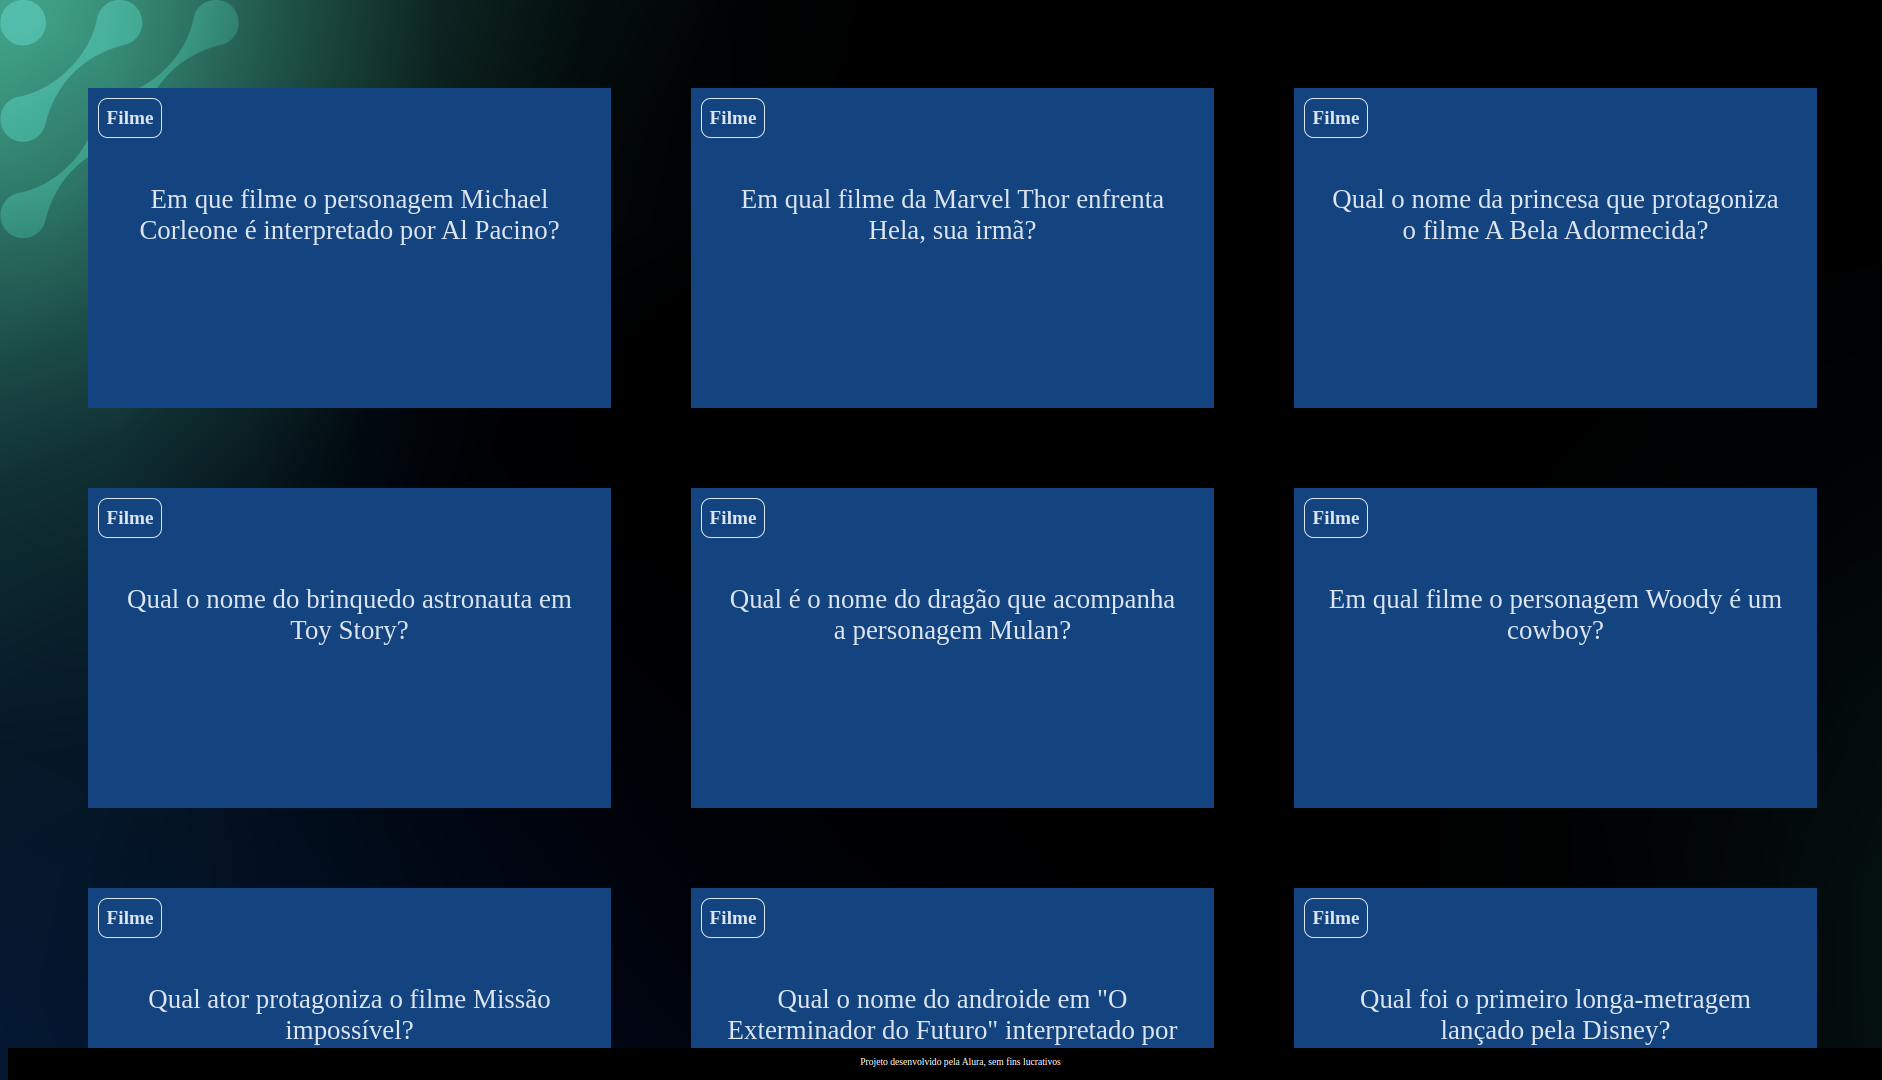 Filme
Em que filme o personagem Michael
Corleone é interpretado por Al Pacino?
Filme
Em qual filme da Marvel Thor enfrenta
Hela, sua irmã?
Filme
Qual o nome da princesa que protagoniza
o filme A Bela Adormecida?
Filme
Qual o nome do brinquedo astronauta em
Toy Story?
Filme
Qual é o nome do dragão que acompanha
a personagem Mulan?
Filme
Em qual filme o personagem Woody é um
cowboy?
Filme
Qual ator protagoniza o filme Missão
impossível?
Filme
Qual o nome do androide em "O
Exterminador do Futuro" interpretado por
Filme
Qual foi o primeiro longa-metragem
lançado pela Disney?
Projeto desenvolvido pela Alura, sem fins lucrativos